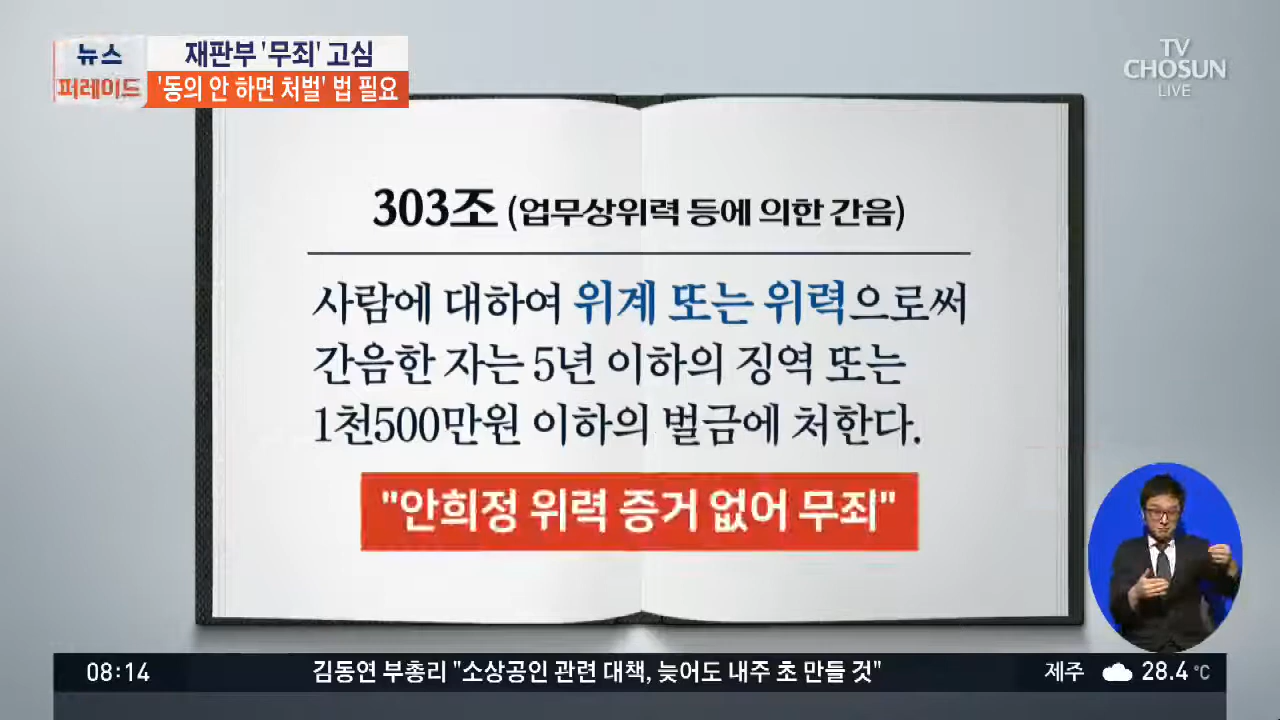 뉴스
퍼레이드
재판부 '무죄' 고심
'동의 안 하면 처벌' 법 필요
TV
CHOSUN
LIVE
303조 (업무상위력 등에 의한 간음)
사람에 대하여 위계 또는 위력으로써
간음한 자는 5년 이하의 징역 또는
1천500만원 이하의 벌금에 처한다.
"안희정 위력 증거 없어 무죄"
08:14 김동연 부총리 "소상공인 관련 대책, 늦어도 내주 초 만들 것" 제주 28.4℃